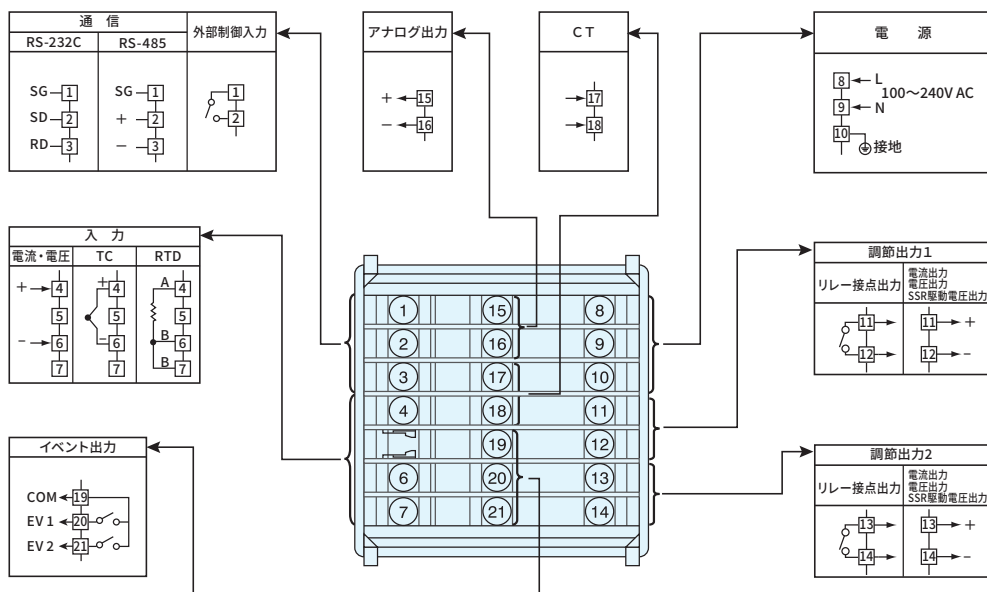 通 信
RS-232C
RS-485
外部制御入力
SG 1
SD 2
RD 3
SG 1
+ 2
− 3
1
2
アナログ出力
+ 15
− 16
CT
17
18
電 源
8 L
100〜240V AC
9 N
10
接地
入 力
電流・電圧
TC
RTD
+ 4
5
− 6
7
+ 4
5
− 6
7
A 4
5
B 6
B 7
調節出力1
リレー接点出力
電流出力
電圧出力
SSR駆動電圧出力
11
12
11 +
12 −
イベント出力
COM 19
EV 1 20
EV 2 21
調節出力2
リレー接点出力
電流出力
電圧出力
SSR駆動電圧出力
13
14
13 +
14 −
1 15 8
2 16 9
3 17 10
4 18 11
19 12
6 20 13
7 21 14